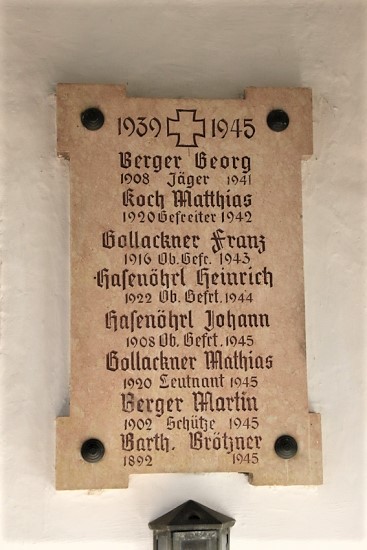 1939 1945
Berger Georg
1908 Jäger 1941
Koch Matthias
1920 Gefreiter 1942
Gollackner Franz
1916 Ob. Gefr. 1943
Hasenöhrl Heinrich
1922 Ob. Gefrt. 1944
Hasenöhrl Johann
1908 Ob. Gefrt. 1945
Gollackner Mathias
1920 Leutnant 1945
Berger Martin
1902 Schütze 1945
Barth. Brötzner
1892 1945